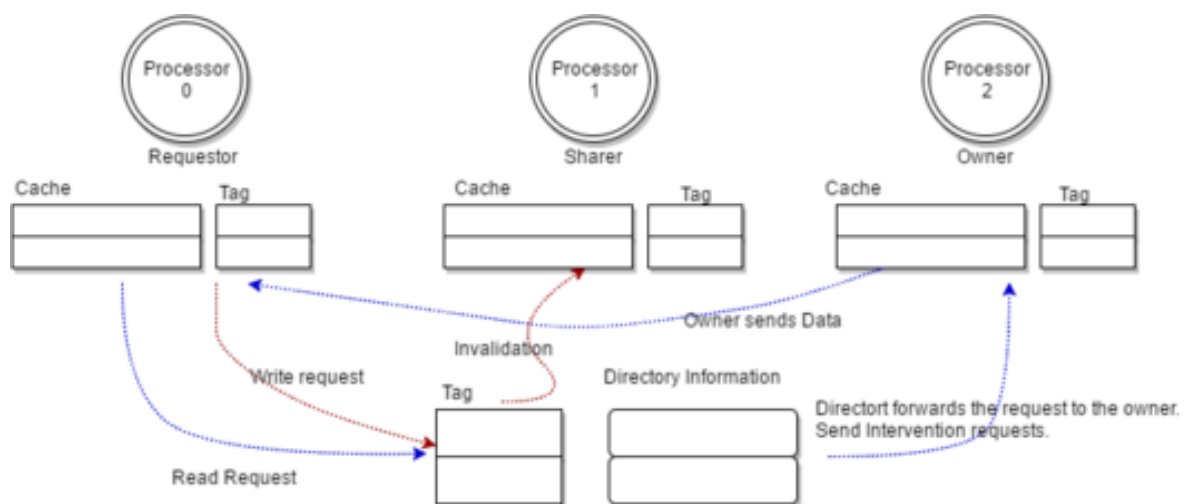 Processor
0
Processor
1
Processor
2
Requestor
Sharer
Owner
Cache
Tag
Cache
Tag
Cache
Tag
Owner sends Data
Invalidation
Write request
Directory Information
Tag
Directort forwards the request to the owner.
Send Intervention requests.
Read Request